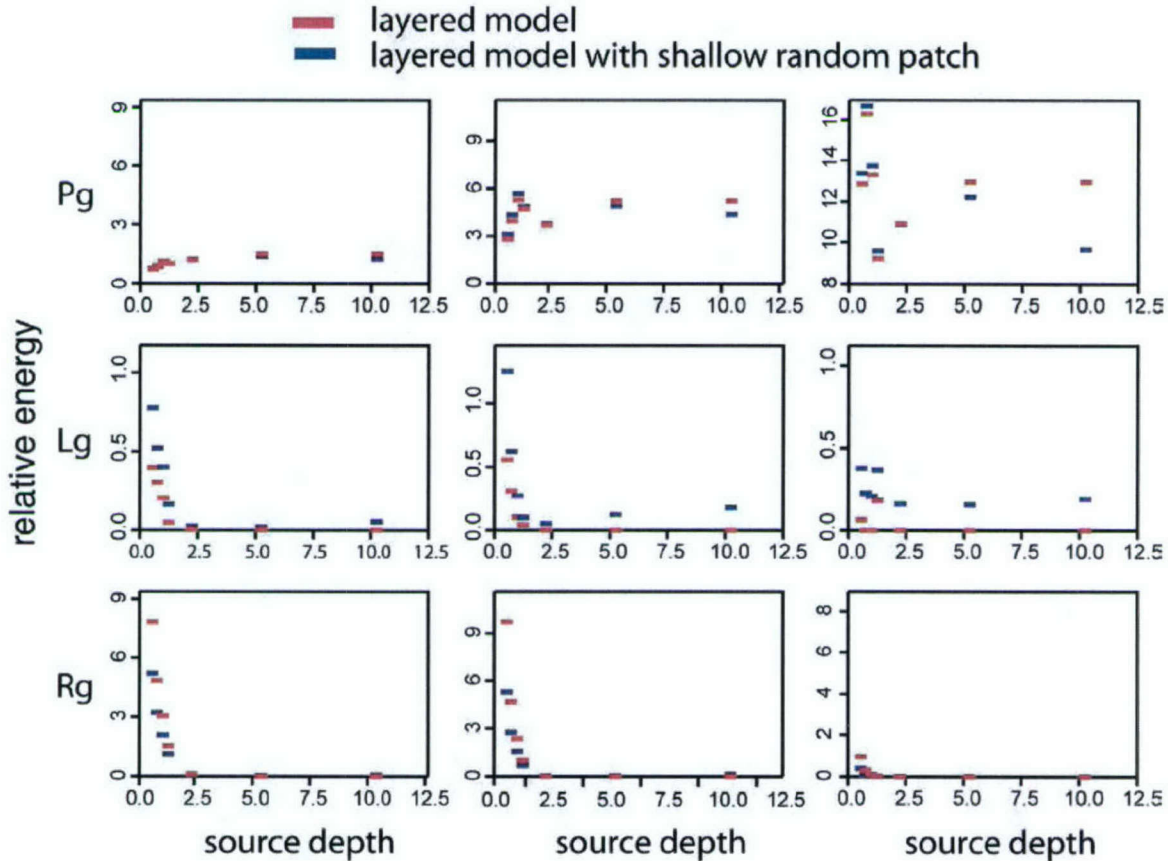 layered model
layered model with shallow random patch
Pg
0 3 6 9
0.0 2.5 5.0 7.5 10.0 12.5
0 3 6 9
0.0 2.5 5.0 7.5 10.0 12.5
8 10 12 14 16
0.0 2.5 5.0 7.5 10.0 12.5
relative energy
Lg
0.0 0.5 1.0
0.0 2.5 5.0 7.5 10.0 12.5
0.0 0.5 1.0
0.0 2.5 5.0 7.5 10.0 12.5
0.0 0.5 1.0
0.0 2.5 5.0 7.5 10.0 12.5
Rg
0 3 6 9
0.0 2.5 5.0 7.5 10.0 12.5
0 3 6 9
0.0 2.5 5.0 7.5 10.0 12.5
0 2 4 6 8
0.0 2.5 5.0 7.5 10.0 12.5
source depth source depth source depth